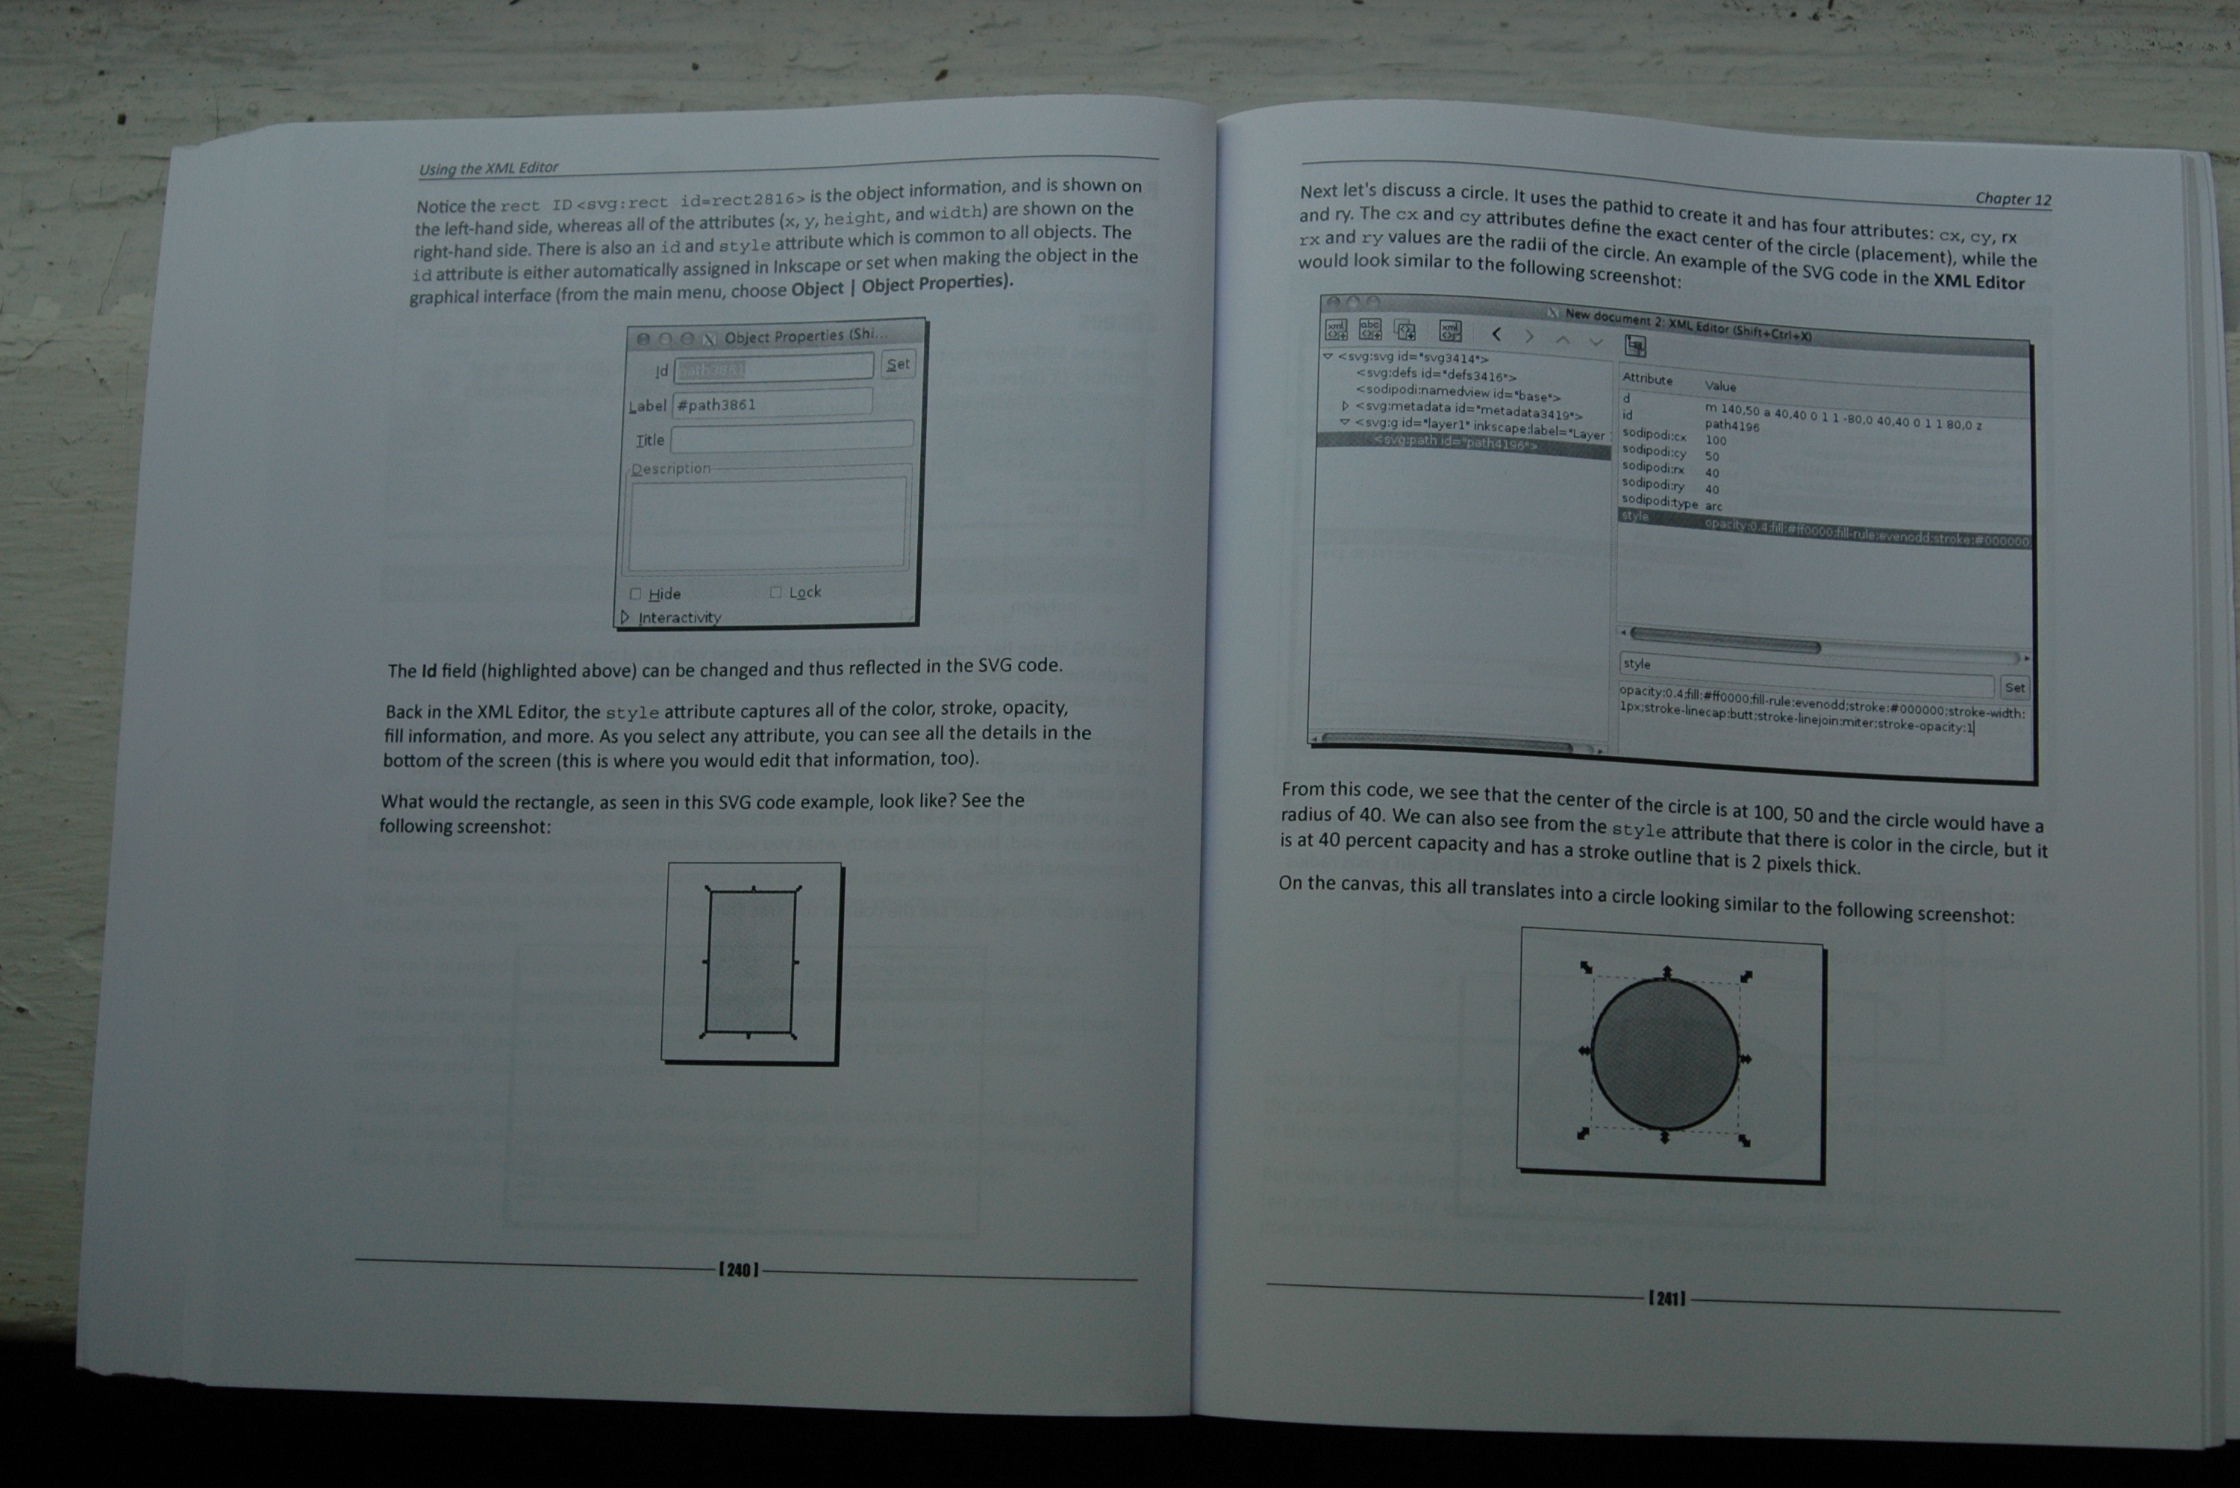 Using the XML Editor
Notice the rect ID<svg:rect id=rect2816> is the object information, and is shown on
the left-hand side, whereas all of the attributes (x, y, height, and width) are shown on the
right-hand side. There is also an id and style attribute which is common to all objects. The
id attribute is either automatically assigned in Inkscape or set when making the object in the
graphical interface (from the main menu, choose Object | Object Properties).
Object Properties (Shi...
Id path3861 Set
Label #path3861
Title
Description
Hide Lock
Interactivity
The Id field (highlighted above) can be changed and thus reflected in the SVG code.
Back in the XML Editor, the style attribute captures all of the color, stroke, opacity,
fill information, and more. As you select any attribute, you can see all the details in the
bottom of the screen (this is where you would edit that information, too).
What would the rectangle, as seen in this SVG code example, look like? See the
following screenshot:
[240]
Chapter 12
Next let's discuss a circle. It uses the pathid to create it and has four attributes: cx, cy, rx
and ry. The cx and cy attributes define the exact center of the circle (placement), while the
rx and ry values are the radii of the circle. An example of the SVG code in the XML Editor
would look similar to the following screenshot:
New document 2: XML Editor (Shift+Ctrl+X)
<svg:svg id="svg3414">
<svg:defs id="defs3416">
<sodipodi:namedview id="base">
<svg:metadata id="metadata3419">
<svg:g id="layer1" inkscape:label="Layer
<svg:path id="path4196">
Attribute Value
d m 140,50 a 40,40 0 1 1 -80,0 40,40 0 1 1 80,0 z
id path4196
sodipodi:cx 100
sodipodi:cy 50
sodipodi:rx 40
sodipodi:ry 40
sodipodi:type arc
style opacity:0.4;fill:#ff0000;fill-rule:evenodd;stroke:#000000
style
Set
opacity:0.4;fill:#ff0000;fill-rule:evenodd;stroke:#000000;stroke-width:
1px;stroke-linecap:butt;stroke-linejoin:miter;stroke-opacity:1
From this code, we see that the center of the circle is at 100, 50 and the circle would have a
radius of 40. We can also see from the style attribute that there is color in the circle, but it
is at 40 percent capacity and has a stroke outline that is 2 pixels thick.
On the canvas, this all translates into a circle looking similar to the following screenshot:
[241]